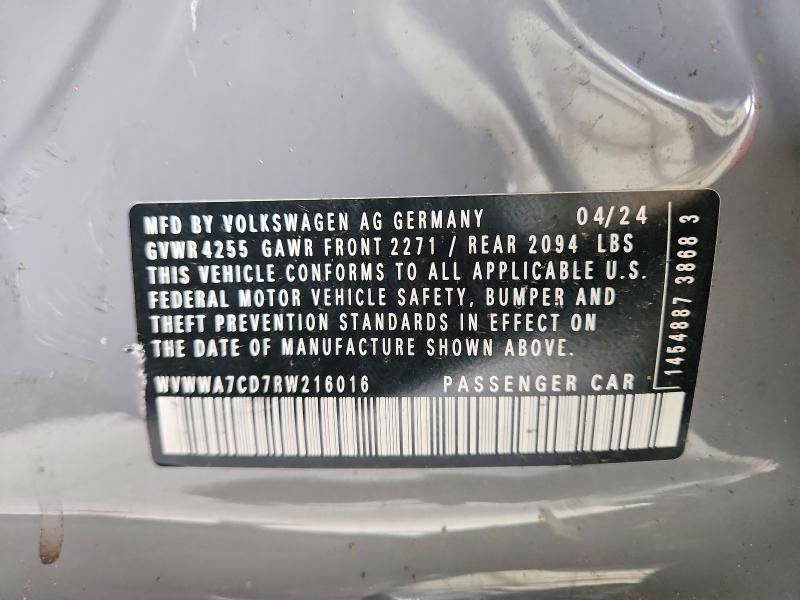 MFD BY VOLKSWAGEN AG GERMANY 04/24
GVWR 4255 GAWR FRONT 2271 / REAR 2094 LBS
THIS VEHICLE CONFORMS TO ALL APPLICABLE U.S.
FEDERAL MOTOR VEHICLE SAFETY, BUMPER AND
THEFT PREVENTION STANDARDS IN EFFECT ON
THE DATE OF MANUFACTURE SHOWN ABOVE.
WVWWA7CD7RW216016 PASSENGER CAR
1454887 3868 3